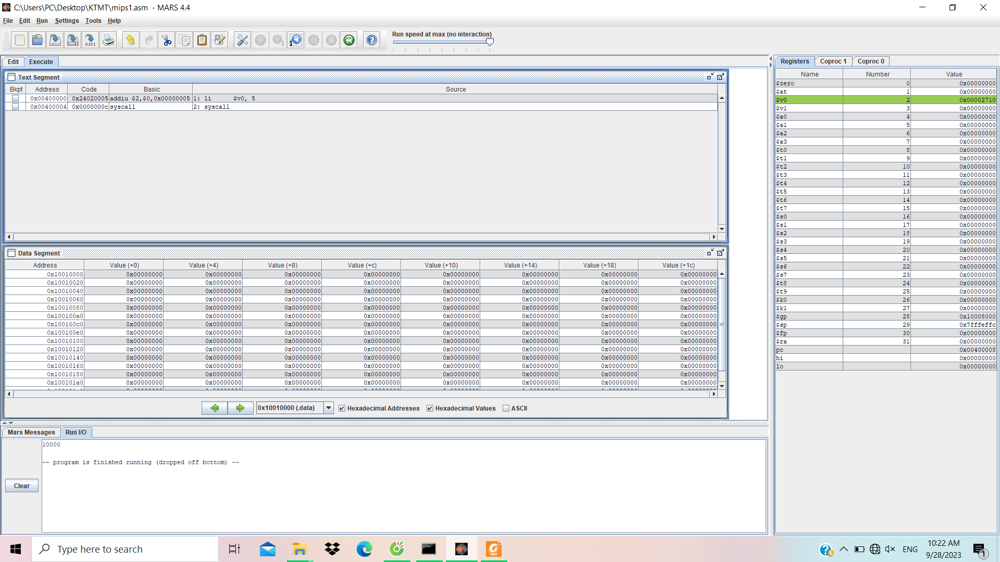 C:\Users\PC\Desktop\KTMT\mips1.asm - MARS 4.4
File Edit Run Settings Tools Help
Run speed at max (no interaction)
Edit Execute
Text Segment
Bkpt Address Code Basic Source
0x00400000 0x24020005 addiu $2,$0,0x00000005 1: li $v0, 5
0x00400004 0x0000000c syscall 2: syscall
Data Segment
Address Value (+0) Value (+4) Value (+8) Value (+c) Value (+10) Value (+14) Value (+18) Value (+1c)
0x10010000 0x00000000 0x00000000 0x00000000 0x00000000 0x00000000 0x00000000 0x00000000 0x00000000
0x10010020 0x00000000 0x00000000 0x00000000 0x00000000 0x00000000 0x00000000 0x00000000 0x00000000
0x10010040 0x00000000 0x00000000 0x00000000 0x00000000 0x00000000 0x00000000 0x00000000 0x00000000
0x10010060 0x00000000 0x00000000 0x00000000 0x00000000 0x00000000 0x00000000 0x00000000 0x00000000
0x10010080 0x00000000 0x00000000 0x00000000 0x00000000 0x00000000 0x00000000 0x00000000 0x00000000
0x100100a0 0x00000000 0x00000000 0x00000000 0x00000000 0x00000000 0x00000000 0x00000000 0x00000000
0x100100c0 0x00000000 0x00000000 0x00000000 0x00000000 0x00000000 0x00000000 0x00000000 0x00000000
0x100100e0 0x00000000 0x00000000 0x00000000 0x00000000 0x00000000 0x00000000 0x00000000 0x00000000
0x10010100 0x00000000 0x00000000 0x00000000 0x00000000 0x00000000 0x00000000 0x00000000 0x00000000
0x10010120 0x00000000 0x00000000 0x00000000 0x00000000 0x00000000 0x00000000 0x00000000 0x00000000
0x10010140 0x00000000 0x00000000 0x00000000 0x00000000 0x00000000 0x00000000 0x00000000 0x00000000
0x10010160 0x00000000 0x00000000 0x00000000 0x00000000 0x00000000 0x00000000 0x00000000 0x00000000
0x10010180 0x00000000 0x00000000 0x00000000 0x00000000 0x00000000 0x00000000 0x00000000 0x00000000
0x100101a0 0x00000000 0x00000000 0x00000000 0x00000000 0x00000000 0x00000000 0x00000000 0x00000000
0x10010000 (.data) Hexadecimal Addresses Hexadecimal Values ASCII
Mars Messages Run I/O
10000
-- program is finished running (dropped off bottom) --
Clear
Registers Coproc 1 Coproc 0
Name Number Value
$zero 0 0x00000000
$at 1 0x00000000
$v0 2 0x00002710
$v1 3 0x00000000
$a0 4 0x00000000
$a1 5 0x00000000
$a2 6 0x00000000
$a3 7 0x00000000
$t0 8 0x00000000
$t1 9 0x00000000
$t2 10 0x00000000
$t3 11 0x00000000
$t4 12 0x00000000
$t5 13 0x00000000
$t6 14 0x00000000
$t7 15 0x00000000
$s0 16 0x00000000
$s1 17 0x00000000
$s2 18 0x00000000
$s3 19 0x00000000
$s4 20 0x00000000
$s5 21 0x00000000
$s6 22 0x00000000
$s7 23 0x00000000
$t8 24 0x00000000
$t9 25 0x00000000
$k0 26 0x00000000
$k1 27 0x00000000
$gp 28 0x10008000
$sp 29 0x7fffeffc
$fp 30 0x00000000
$ra 31 0x00000000
pc 0x00400008
hi 0x00000000
lo 0x00000000
Type here to search
ENG
10:22 AM
9/28/2023
1